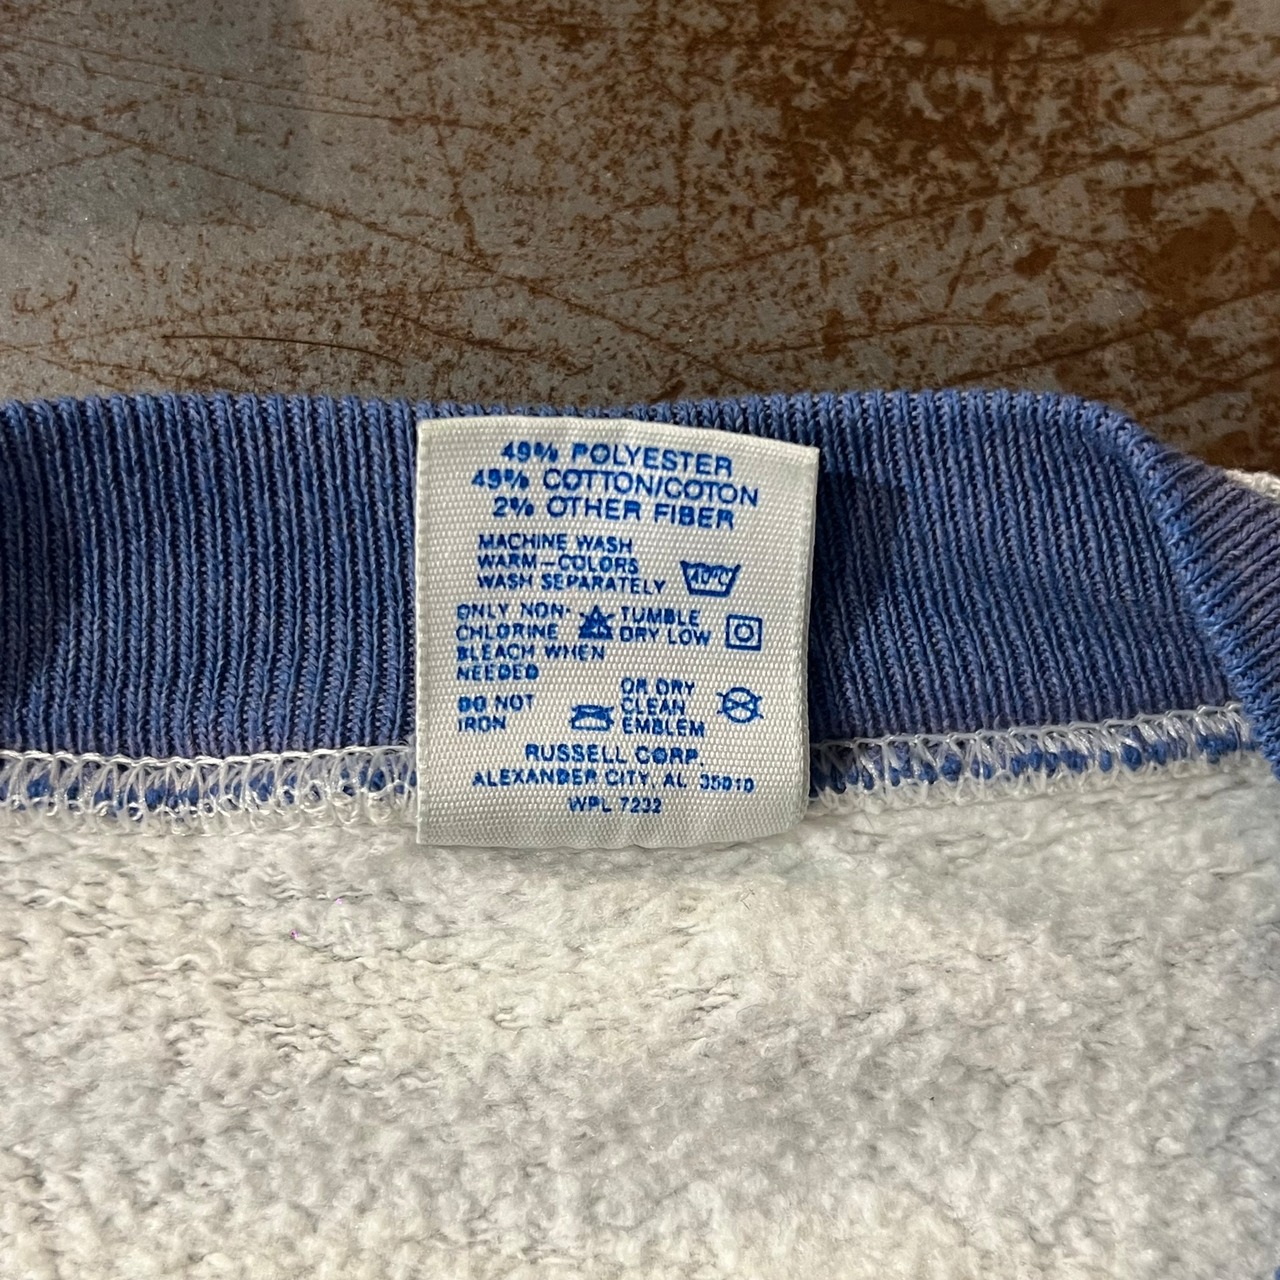 49% POLYESTER
49% COTTON/COTON
2% OTHER FIBER
MACHINE WASH
WARM–COLORS
WASH SEPARATELY
40°C
ONLY NON-
CHLORINE
BLEACH WHEN
NEEDED
TUMBLE
DRY LOW
DO NOT
IRON
OR DRY
CLEAN
EMBLEM
RUSSELL CORP.
ALEXANDER CITY, AL 35010
WPL 7232